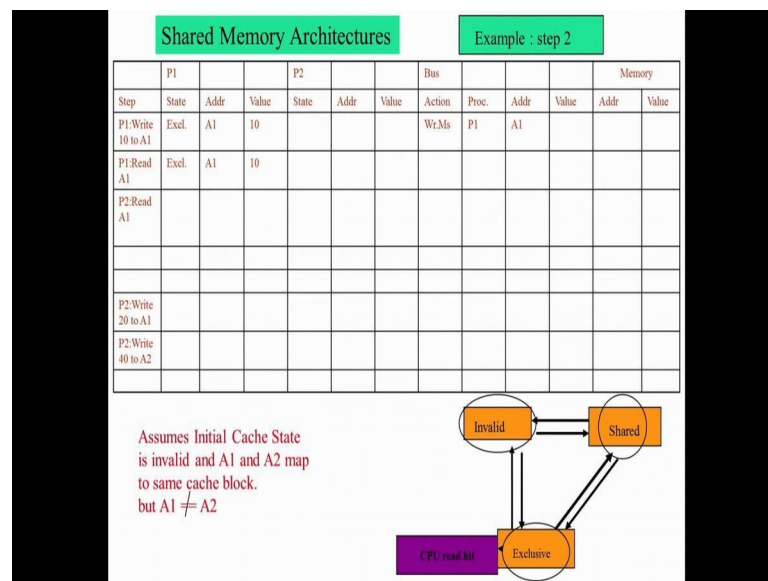 Shared Memory Architectures
Example : step 2
P1 P2 Bus Memory
Step State Addr Value State Addr Value Action Proc. Addr Value Addr Value
P1:Write Excl. A1 10 Wr.Ms P1 A1
10 to A1
P1:Read Excl. A1 10
A1
P2:Read
A1
P2:Write
20 to A1
P2:Write
40 to A2
Assumes Initial Cache State
is invalid and A1 and A2 map
to same cache block.
but A1 ≠ A2
Invalid
Shared
CPU read hit
Exclusive